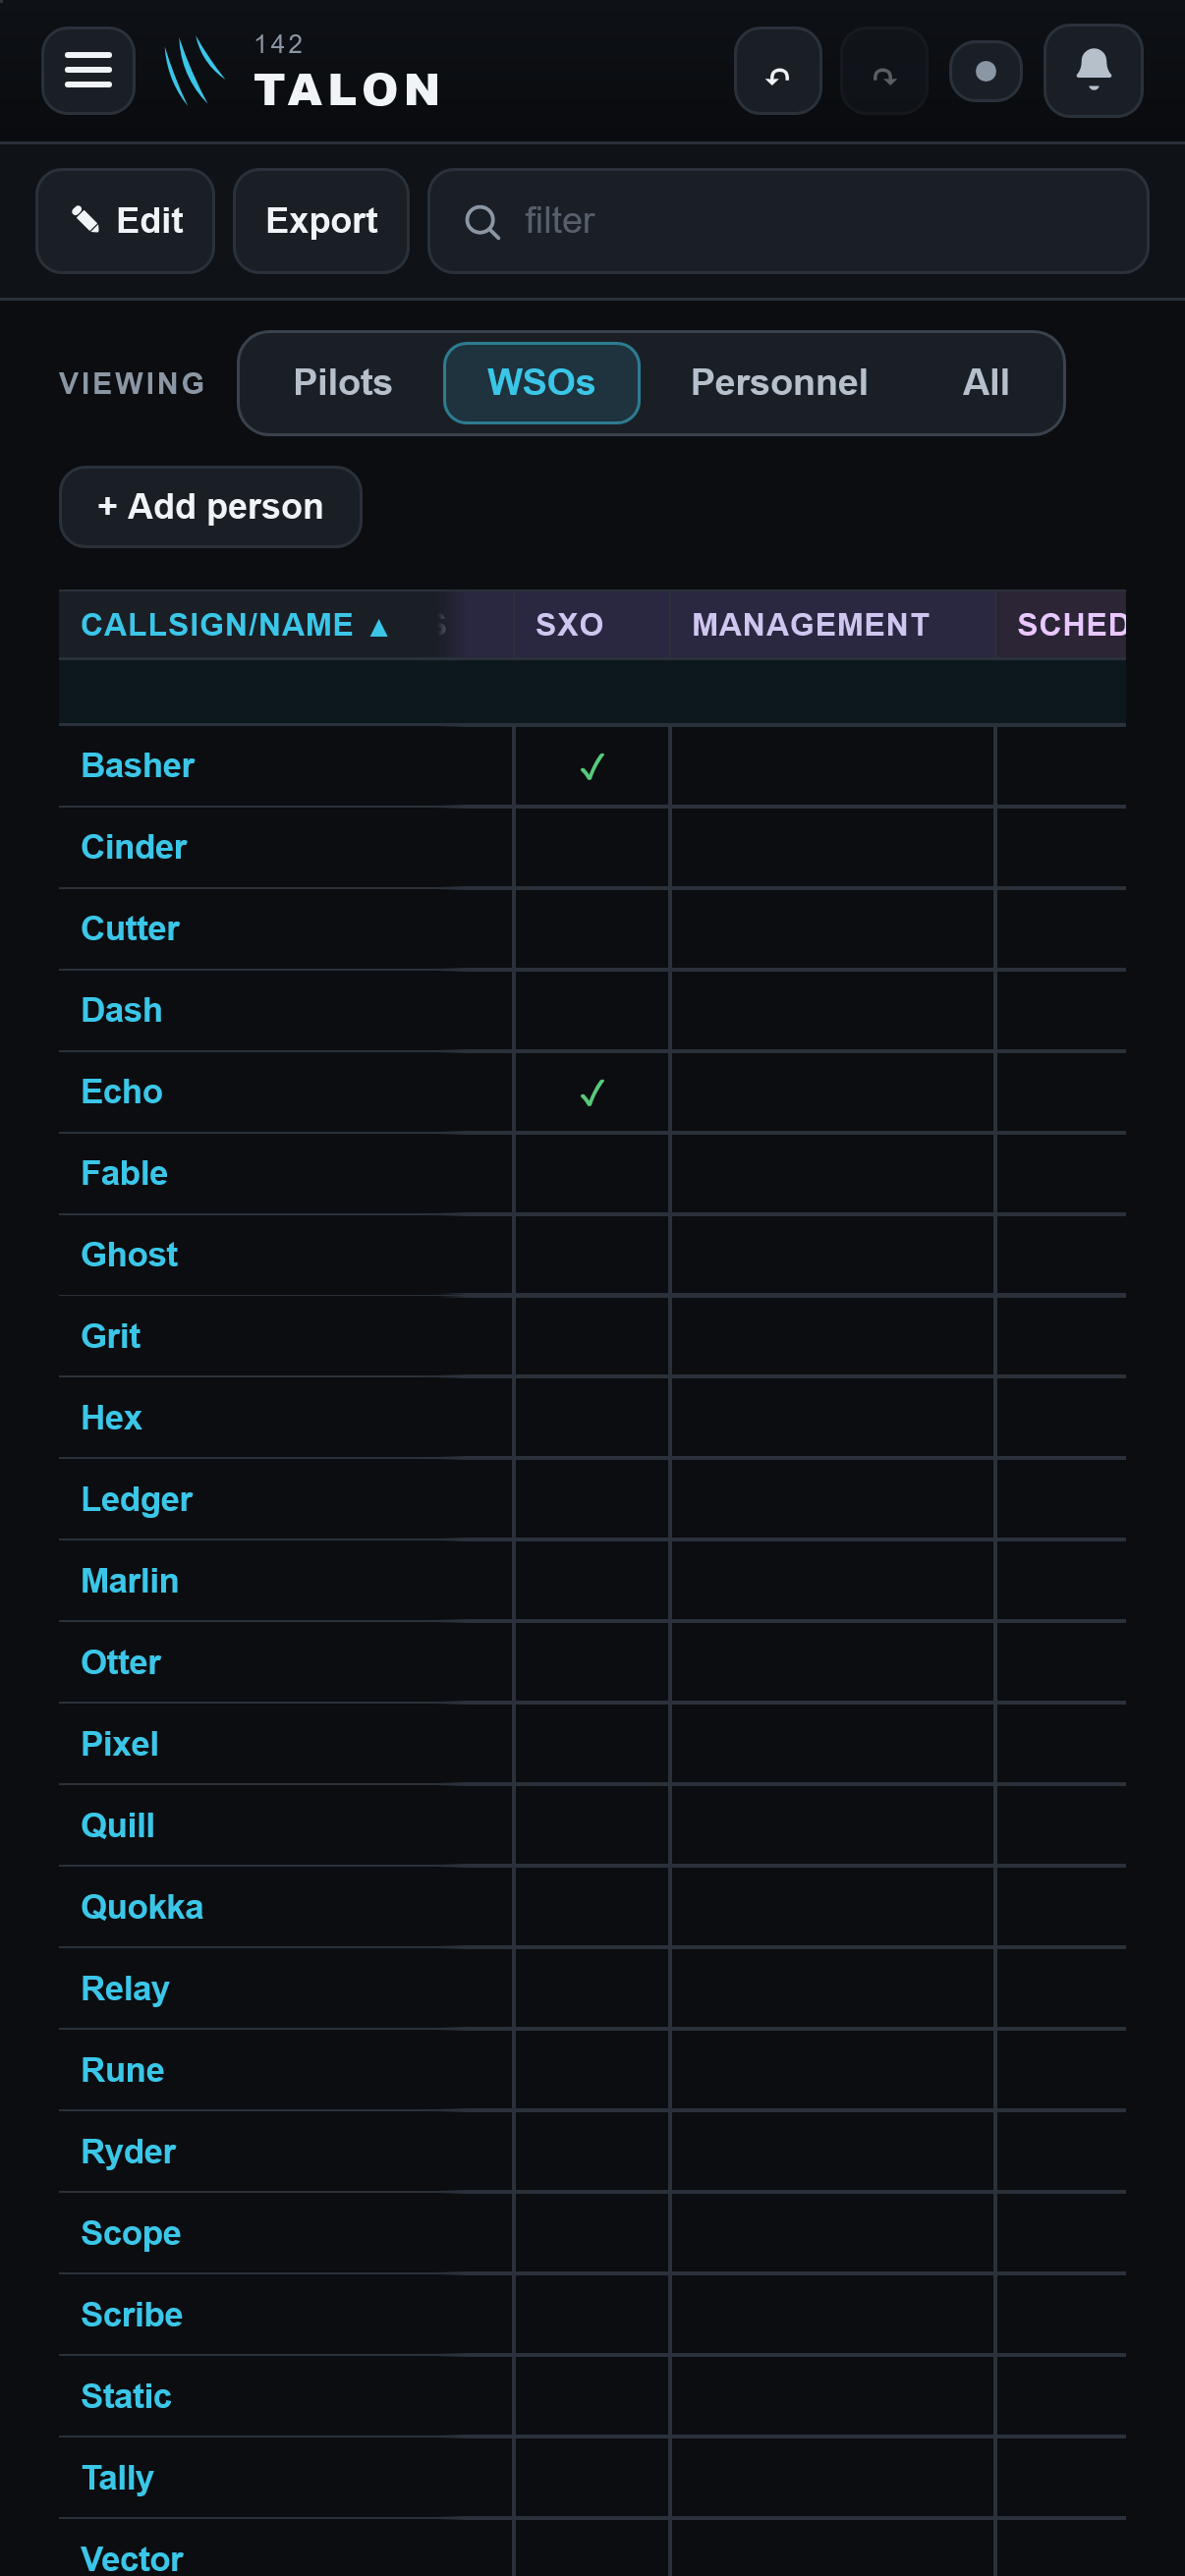 142
TALON
Edit
Export
filter
VIEWING
Pilots
WSOs
Personnel
All
+ Add person
CALLSIGN/NAME ▲
SXO
MANAGEMENT
SCHED
Basher ✓
Cinder
Cutter
Dash
Echo ✓
Fable
Ghost
Grit
Hex
Ledger
Marlin
Otter
Pixel
Quill
Quokka
Relay
Rune
Ryder
Scope
Scribe
Static
Tally
Vector